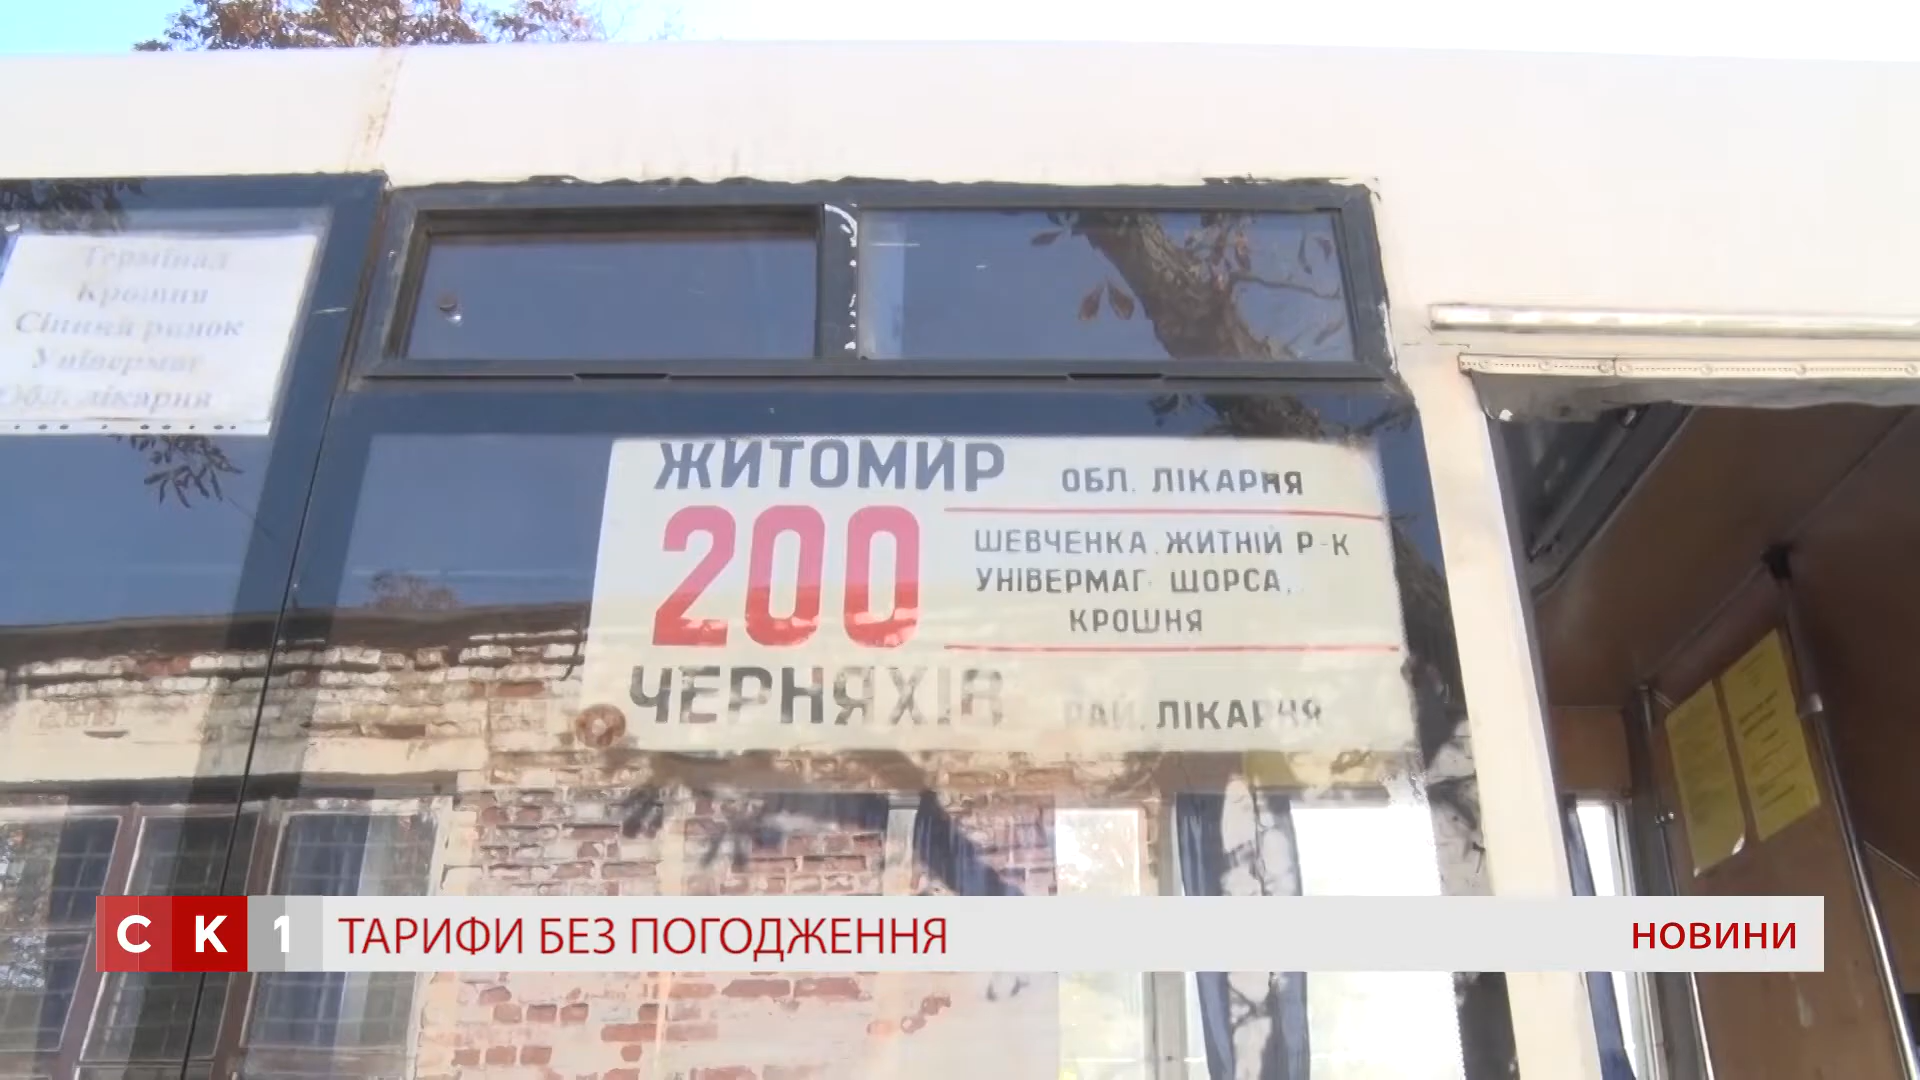 Термінал
Крошня
Сінний ринок
Універмаг
Обл. лікарня
ЖИТОМИР ОБЛ. ЛІКАРНЯ
200
ШЕВЧЕНКА, ЖИТНІЙ Р-К
УНІВЕРМАГ ЩОРСА,
КРОШНЯ
ЧЕРНЯХІВ РАЙ. ЛІКАРНЯ
СК1 ТАРИФИ БЕЗ ПОГОДЖЕННЯ НОВИНИ